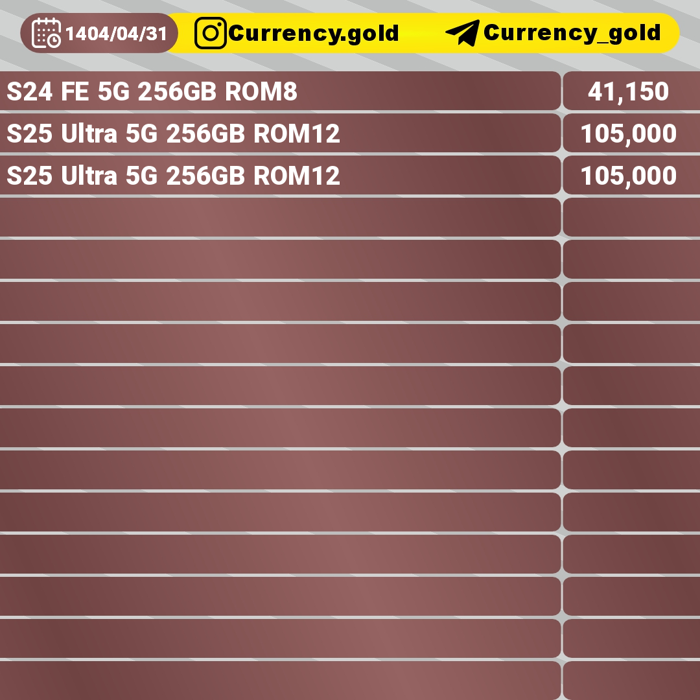 1404/04/31 Currency.gold Currency_gold
S24 FE 5G 256GB ROM8 41,150
S25 Ultra 5G 256GB ROM12 105,000
S25 Ultra 5G 256GB ROM12 105,000